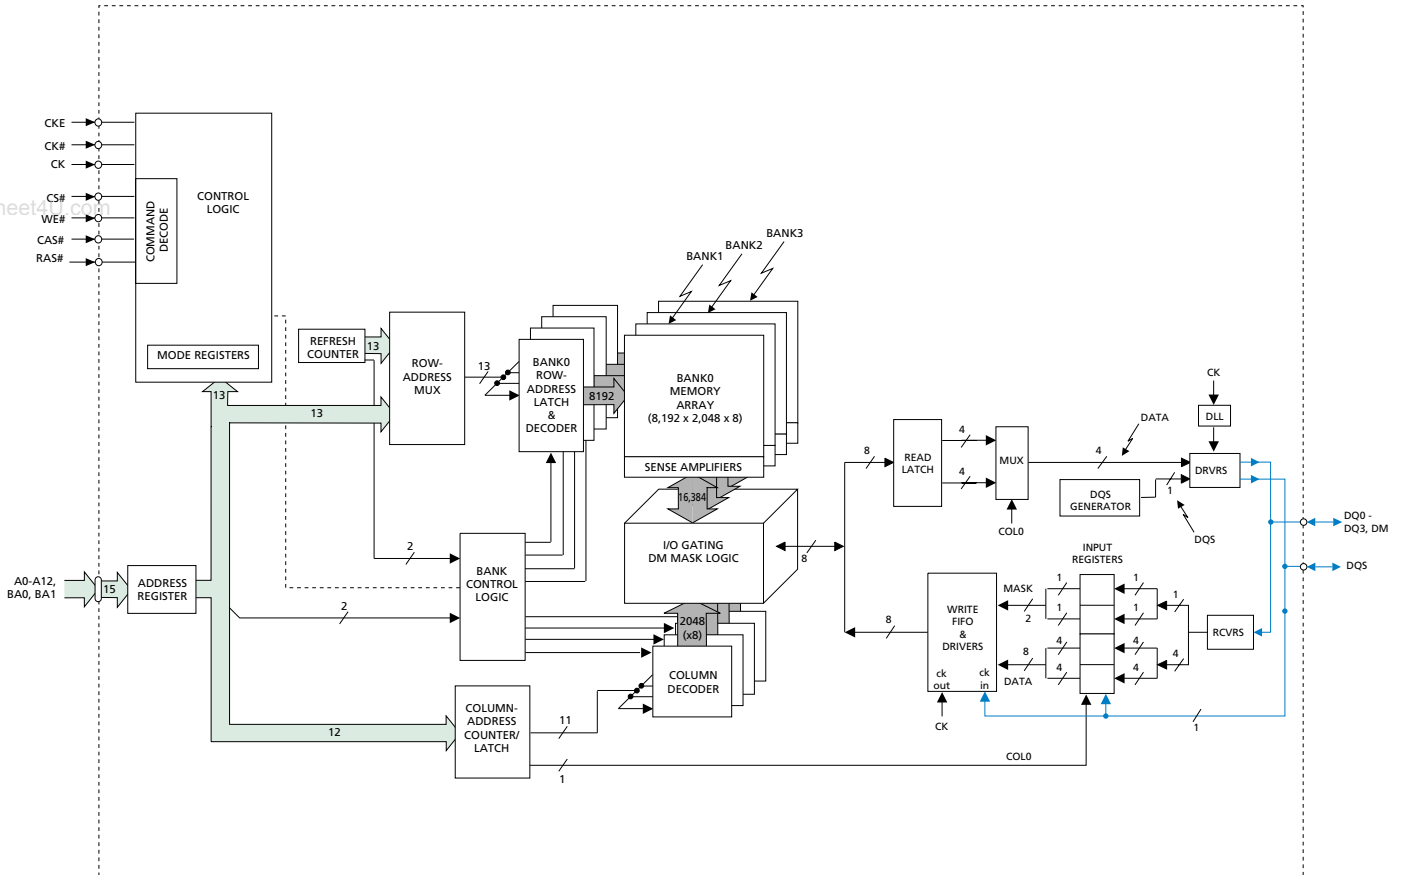 CKE
CK#
CK
CS#
heet4U.com
WE#
CAS#
RAS#
COMMAND
DECODE
CONTROL
LOGIC
MODE REGISTERS
REFRESH
COUNTER
13
ROW-
ADDRESS
MUX
13
13
13
BANK0
ROW-
ADDRESS
LATCH
&
DECODER
8192
BANK1
BANK2
BANK3
BANK0
MEMORY
ARRAY
(8,192 x 2,048 x 8)
SENSE AMPLIFIERS
16,384
I/O GATING
DM MASK LOGIC
8
2
BANK
CONTROL
LOGIC
2
A0-A12,
BA0, BA1
15
ADDRESS
REGISTER
2048
(x8)
COLUMN
DECODER
12
COLUMN-
ADDRESS
COUNTER/
LATCH
11
1
COL0
8
READ
LATCH
4
4
MUX
COL0
4
DATA
CK
DLL
DRVRS
DQS
GENERATOR
1
DQS
DQ0 -
DQ3, DM
DQS
INPUT
REGISTERS
8
WRITE
FIFO
&
DRIVERS
ck
out
ck
in
CK
MASK
2
8
DATA
1
1
4
4
1
1
4
4
1
4
RCVRS
1